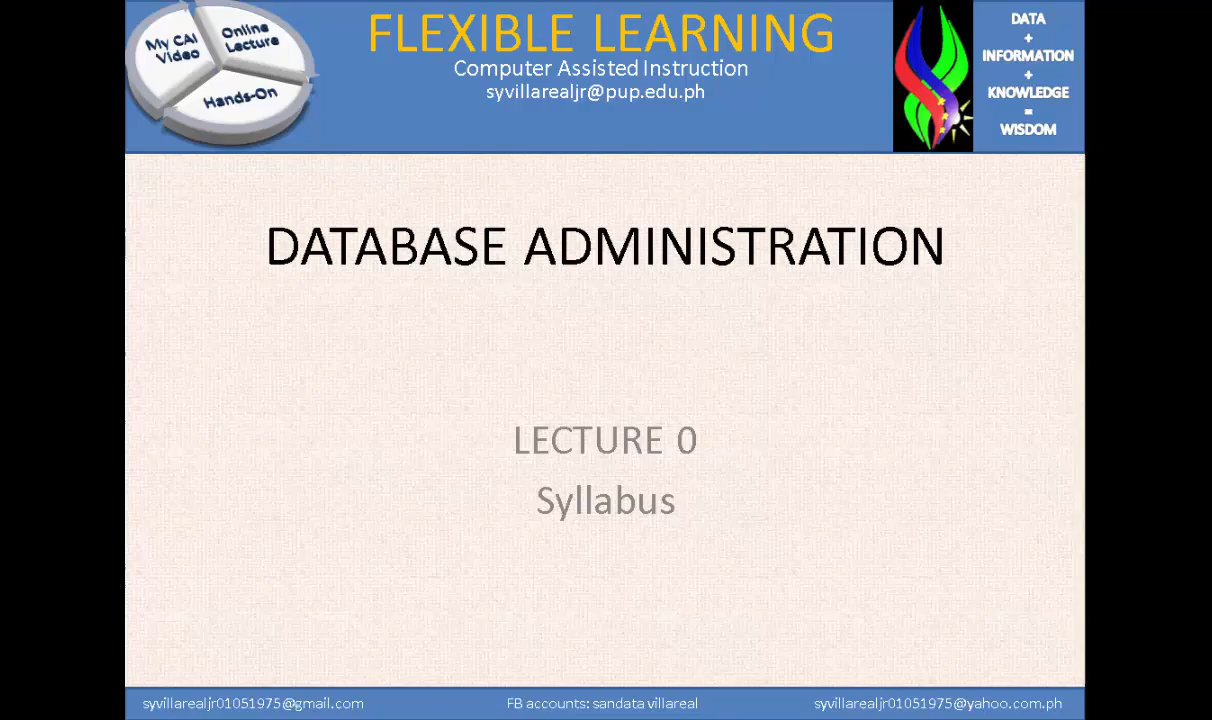 My CAI
Video
Online
Lecture
Hands-On
FLEXIBLE LEARNING
Computer Assisted Instruction
syvillarealjr@pup.edu.ph
DATA
+
INFORMATION
+
KNOWLEDGE
=
WISDOM
DATABASE ADMINISTRATION
LECTURE 0
Syllabus
syvillarealjr01051975@gmail.com
FB accounts: sandata villareal
syvillarealjr01051975@yahoo.com.ph